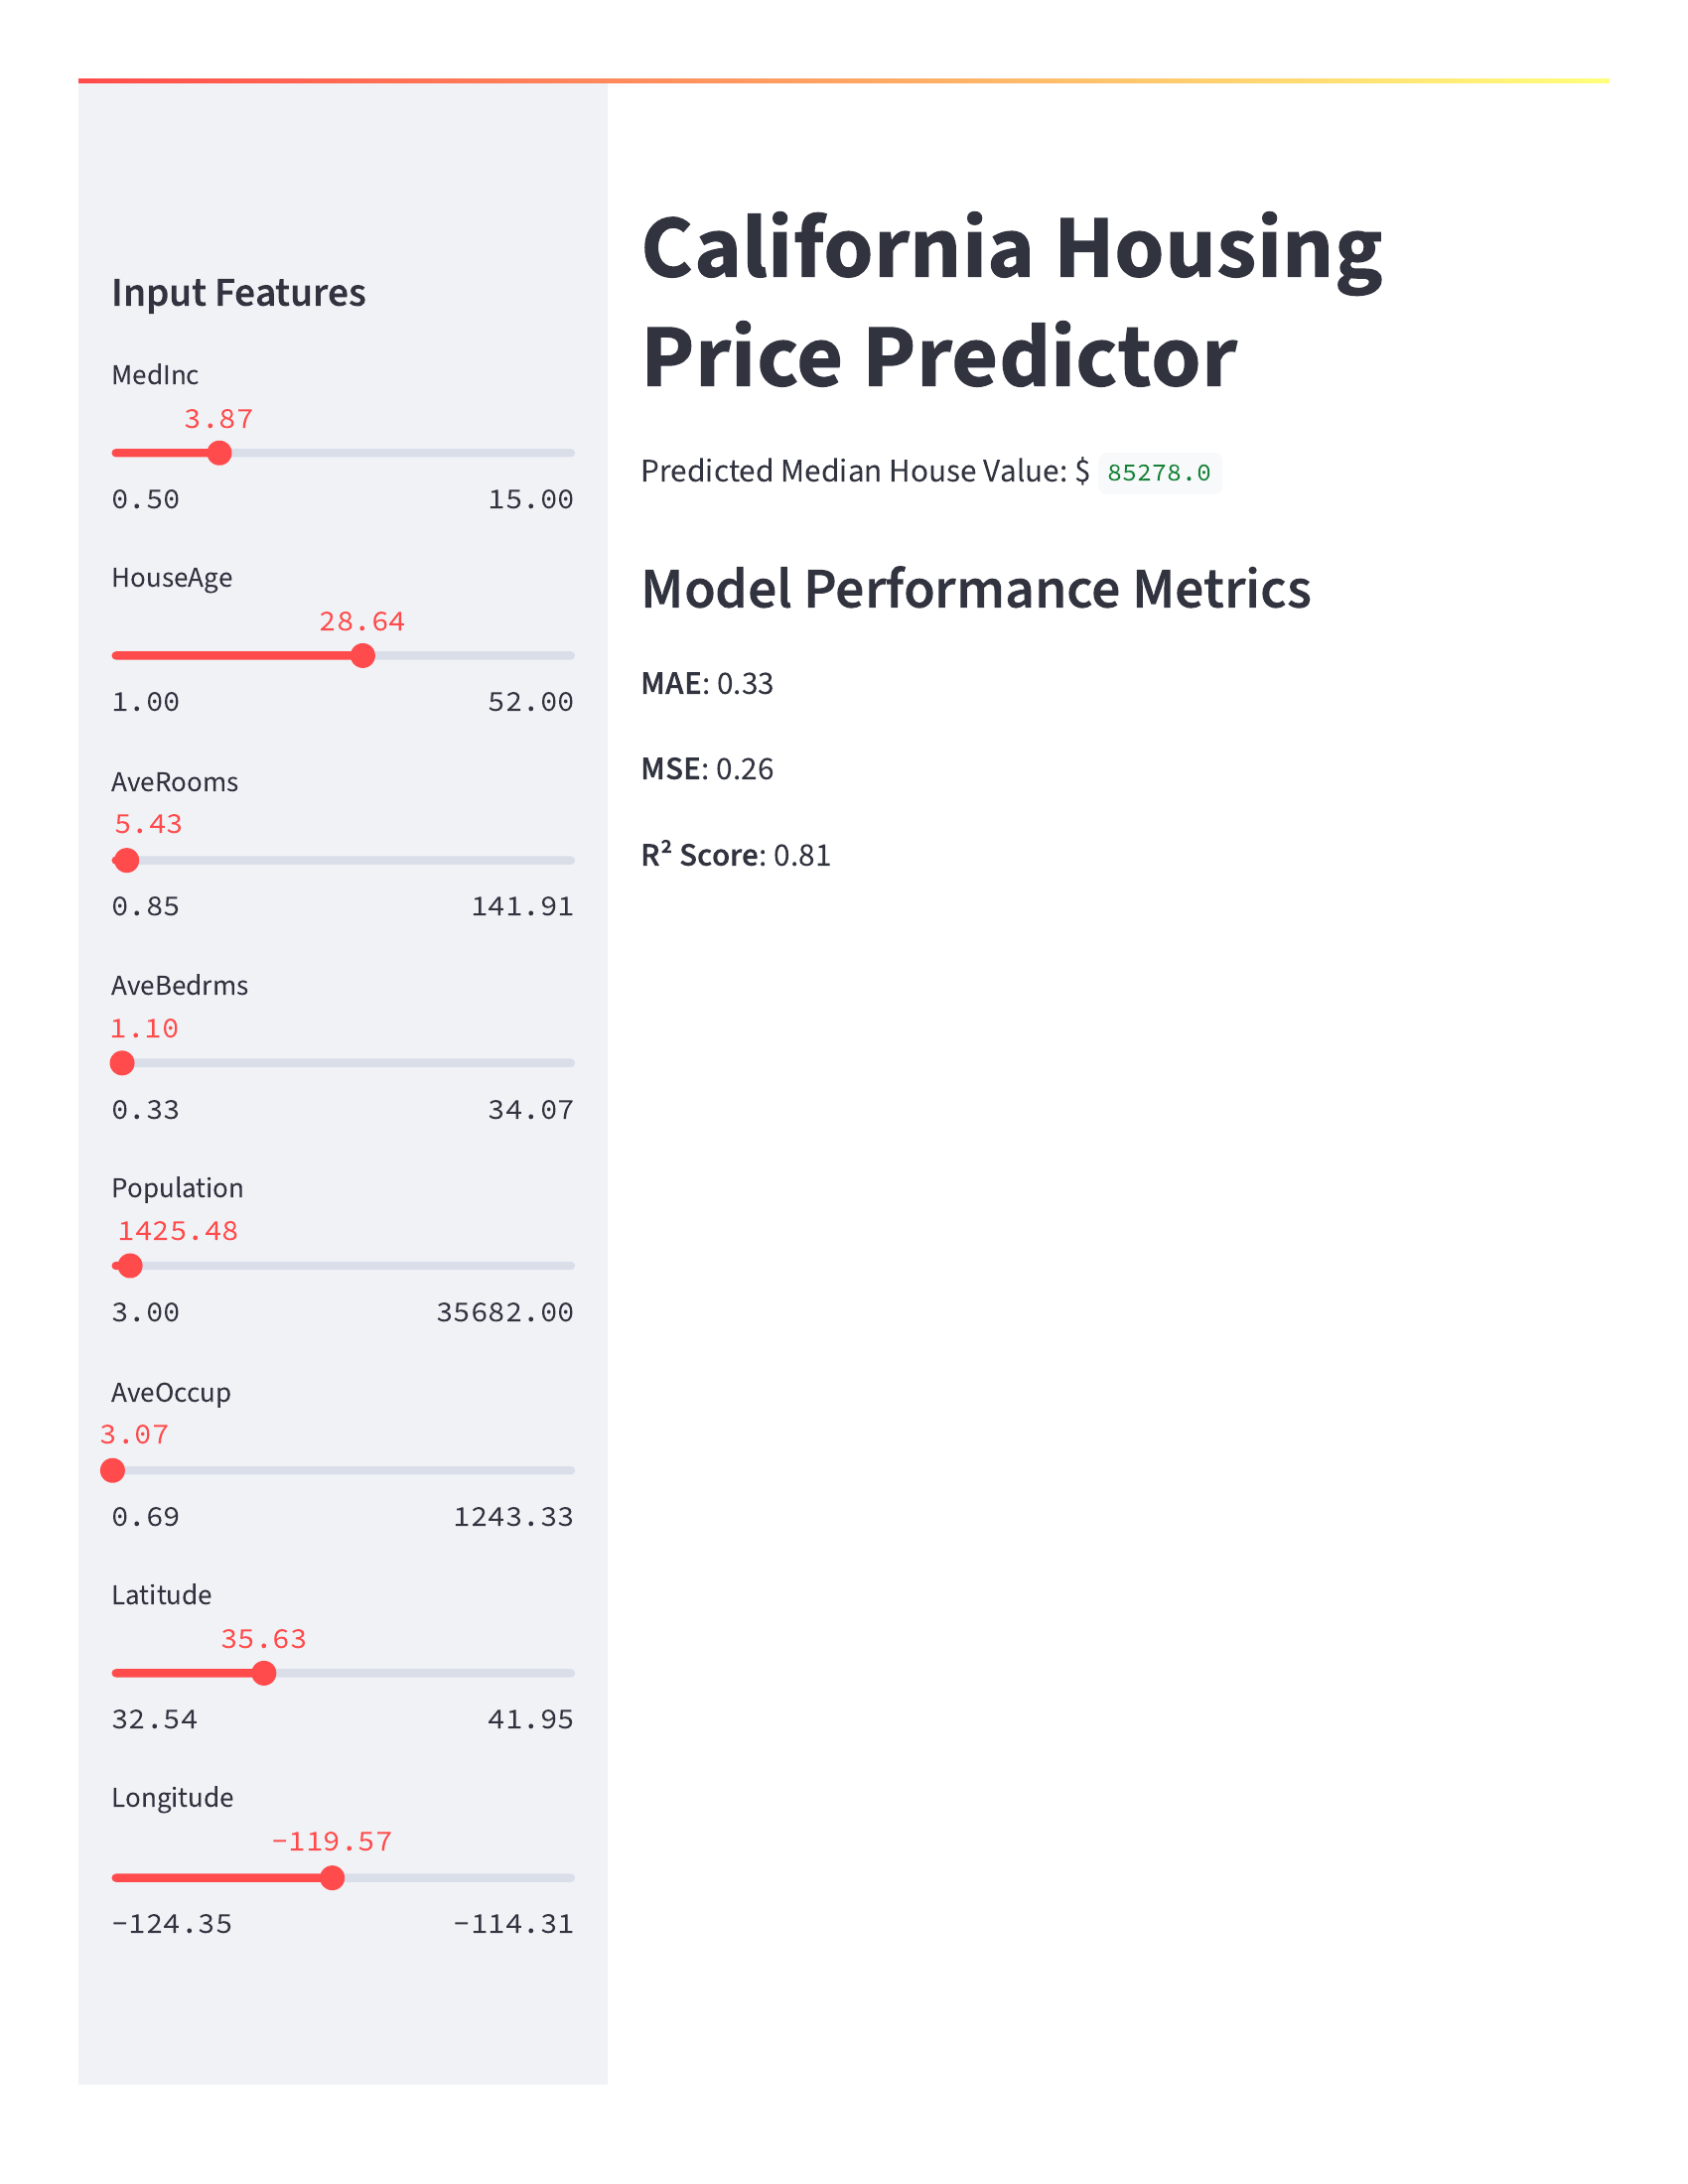 Input Features
MedInc
3.87
0.50 15.00
HouseAge
28.64
1.00 52.00
AveRooms
5.43
0.85 141.91
AveBedrms
1.10
0.33 34.07
Population
1425.48
3.00 35682.00
AveOccup
3.07
0.69 1243.33
Latitude
35.63
32.54 41.95
Longitude
-119.57
-124.35 -114.31
California Housing
Price Predictor
Predicted Median House Value: $ 85278.0
Model Performance Metrics
MAE: 0.33
MSE: 0.26
R² Score: 0.81